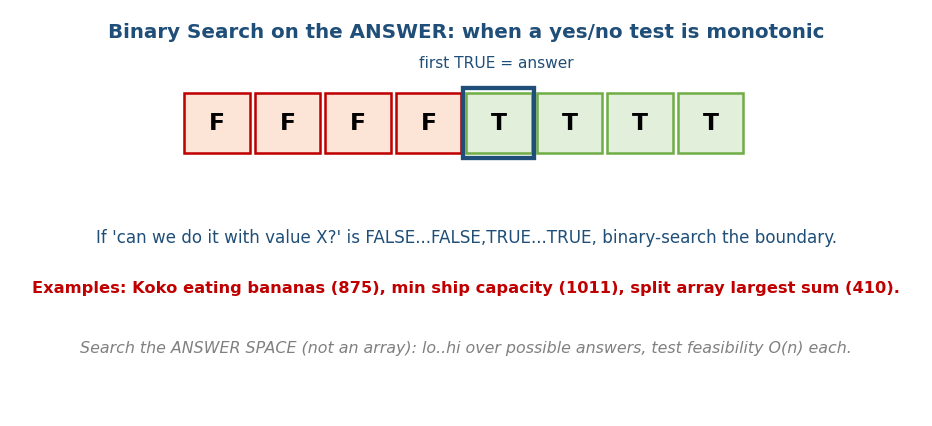 Binary Search on the ANSWER: when a yes/no test is monotonic
first TRUE = answer
F F F F T T T T
If 'can we do it with value X?' is FALSE...FALSE,TRUE...TRUE, binary-search the boundary.
Examples: Koko eating bananas (875), min ship capacity (1011), split array largest sum (410).
Search the ANSWER SPACE (not an array): lo..hi over possible answers, test feasibility O(n) each.